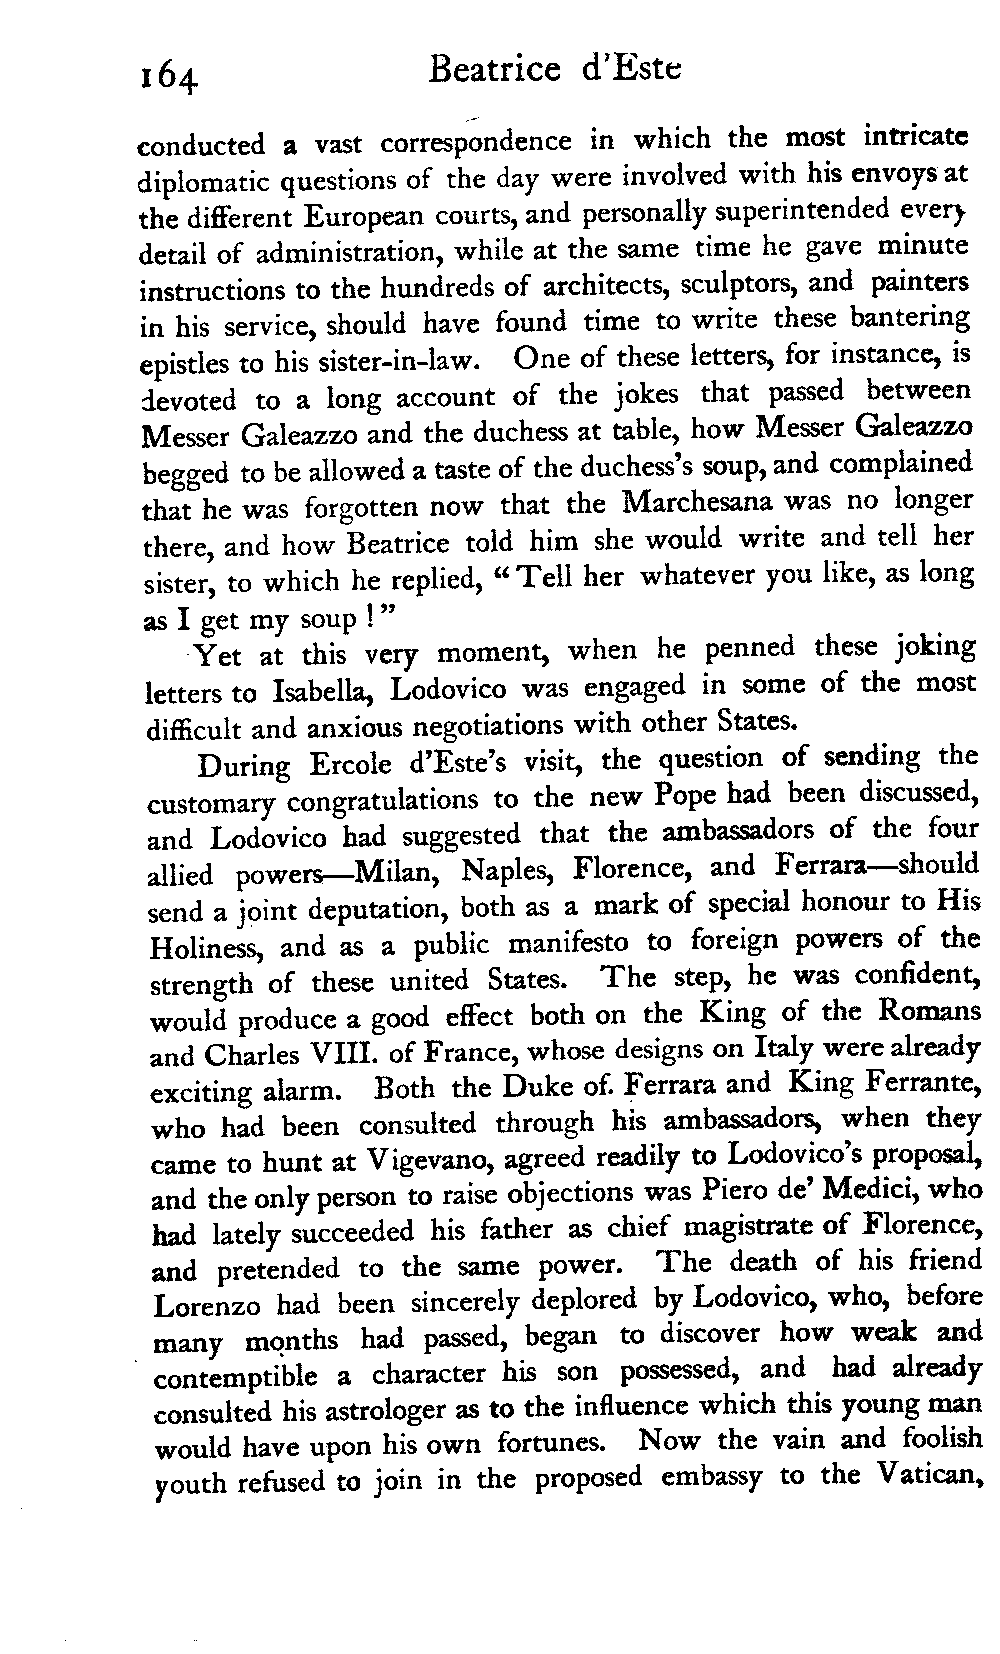 164 Beatrice d'Este
conducted a vast correspondence in which the most intricate
diplomatic questions of the day were involved with his envoys at
the different European courts, and personally superintended every
detail of administration, while at the same time he gave minute
instructions to the hundreds of architects, sculptors, and painters
in his service, should have found time to write these bantering
epistles to his sister-in-law. One of these letters, for instance, is
devoted to a long account of the jokes that passed between
Messer Galeazzo and the duchess at table, how Messer Galeazzo
begged to be allowed a taste of the duchess's soup, and complained
that he was forgotten now that the Marchesana was no longer
there, and how Beatrice told him she would write and tell her
sister, to which he replied, "Tell her whatever you like, as long
as I get my soup !"
Yet at this very moment, when he penned these joking
letters to Isabella, Lodovico was engaged in some of the most
difficult and anxious negotiations with other States.
During Ercole d'Este's visit, the question of sending the
customary congratulations to the new Pope had been discussed,
and Lodovico had suggested that the ambassadors of the four
allied powers—Milan, Naples, Florence, and Ferrara—should
send a joint deputation, both as a mark of special honour to His
Holiness, and as a public manifesto to foreign powers of the
strength of these united States. The step, he was confident,
would produce a good effect both on the King of the Romans
and Charles VIII. of France, whose designs on Italy were already
exciting alarm. Both the Duke of. Ferrara and King Ferrante,
who had been consulted through his ambassadors, when they
came to hunt at Vigevano, agreed readily to Lodovico's proposal,
and the only person to raise objections was Piero de' Medici, who
had lately succeeded his father as chief magistrate of Florence,
and pretended to the same power. The death of his friend
Lorenzo had been sincerely deplored by Lodovico, who, before
many months had passed, began to discover how weak and
contemptible a character his son possessed, and had already
consulted his astrologer as to the influence which this young man
would have upon his own fortunes. Now the vain and foolish
youth refused to join in the proposed embassy to the Vatican,